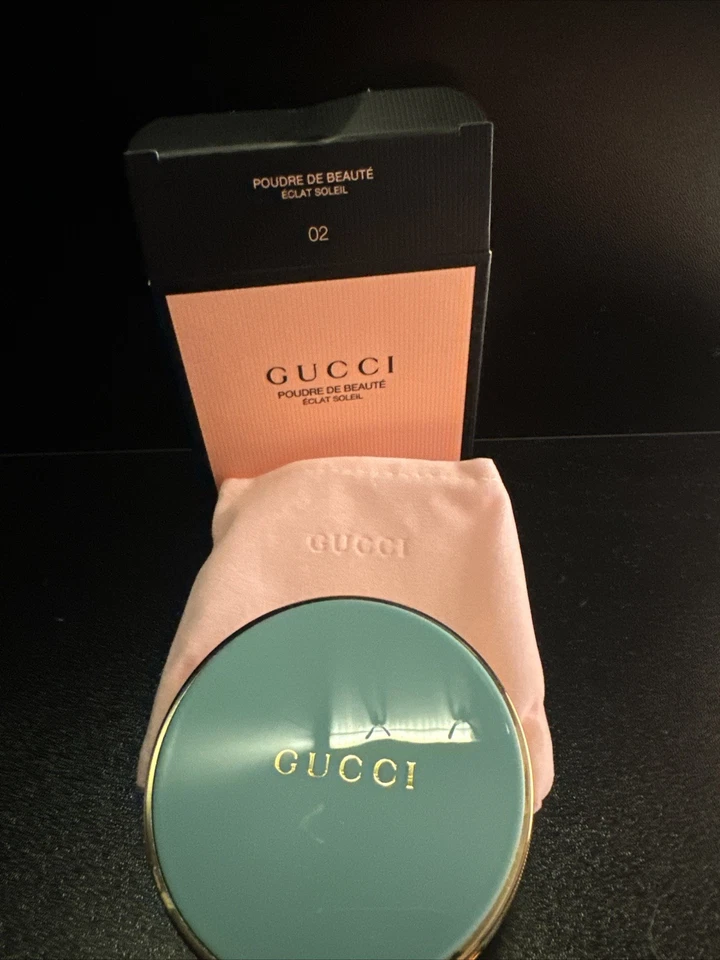 POUDRE DE BEAUTÉ
ÉCLAT SOLEIL
02
GUCCI
POUDRE DE BEAUTÉ
ÉCLAT SOLEIL
GUCCI
GUCCI